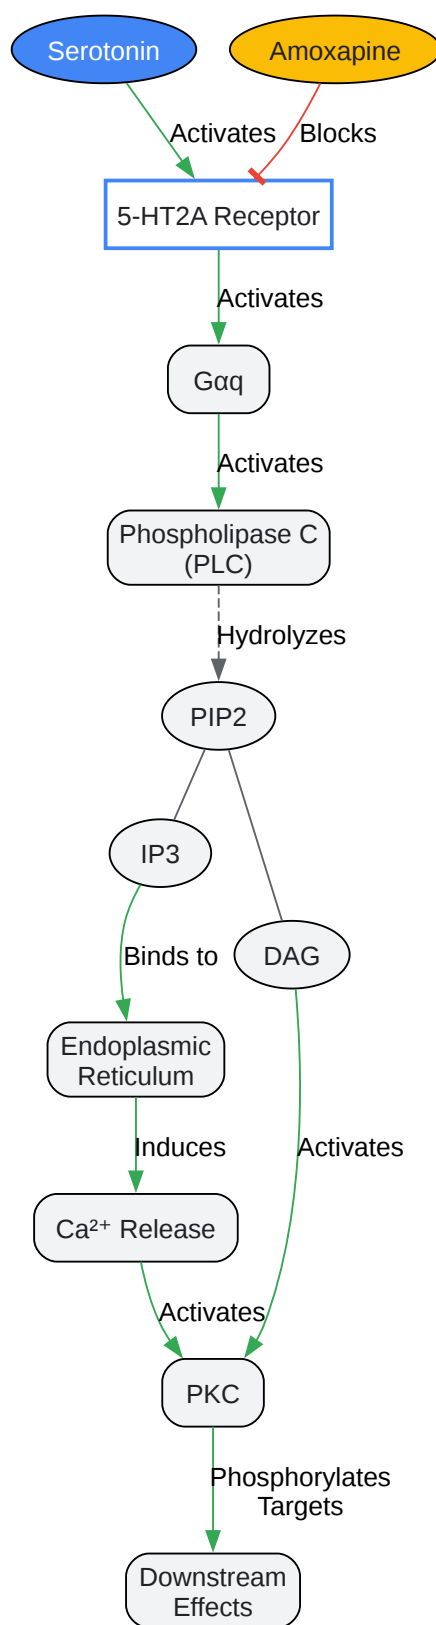 Serotonin
Amoxapine
Activates
Blocks
5-HT2A Receptor
Activates
Gαq
Activates
Phospholipase C
(PLC)
Hydrolyzes
PIP2
IP3
Binds to
DAG
Endoplasmic
Reticulum
Induces
Activates
Ca²⁺ Release
Activates
PKC
Phosphorylates
Targets
Downstream
Effects